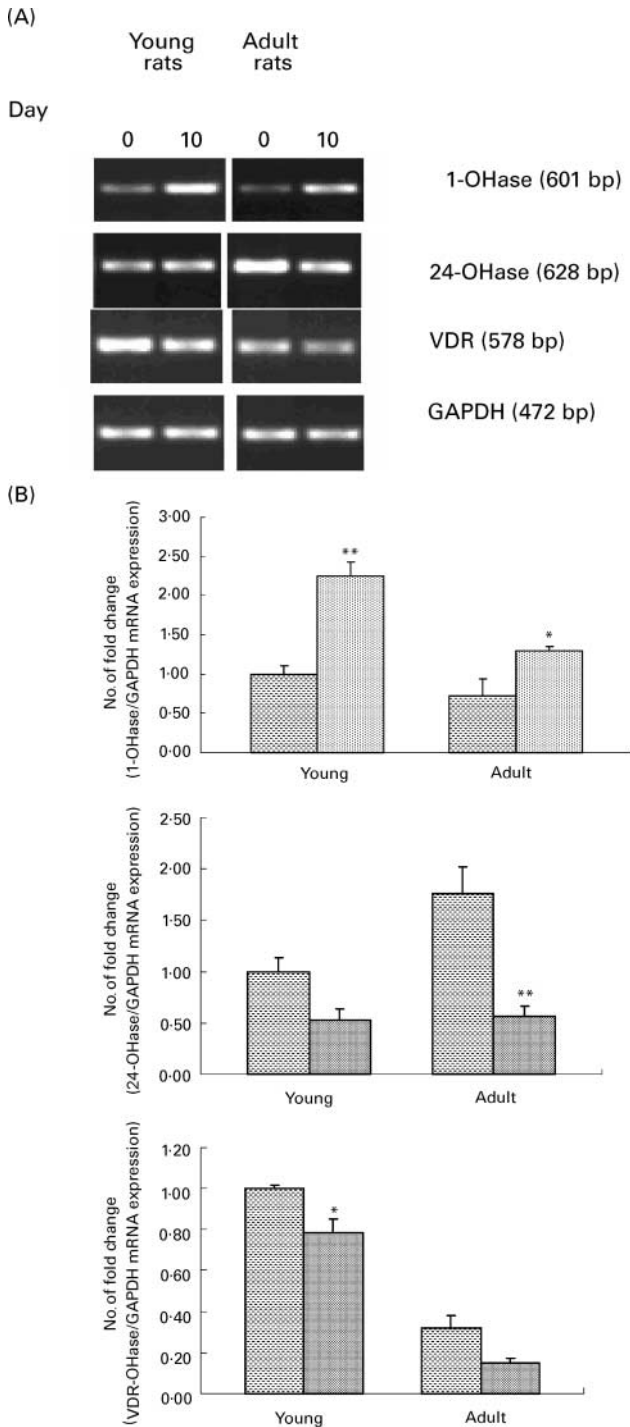 (A)
Young rats
Adult rats
Day
0 10 0 10
1-OHase (601 bp)
24-OHase (628 bp)
VDR (578 bp)
GAPDH (472 bp)
(B)
No. of fold change
(1-OHase/GAPDH mRNA expression)
3·00
2·50
2·00
1·50
1·00
0·50
0·00
**
*
Young Adult
No. of fold change
(24-OHase/GAPDH mRNA expression)
2·50
2·00
1·50
1·00
0·50
0·00
**
Young Adult
No. of fold change
(VDR-OHase/GAPDH mRNA expression)
1·20
1·00
0·80
0·60
0·40
0·20
0·00
*
Young Adult